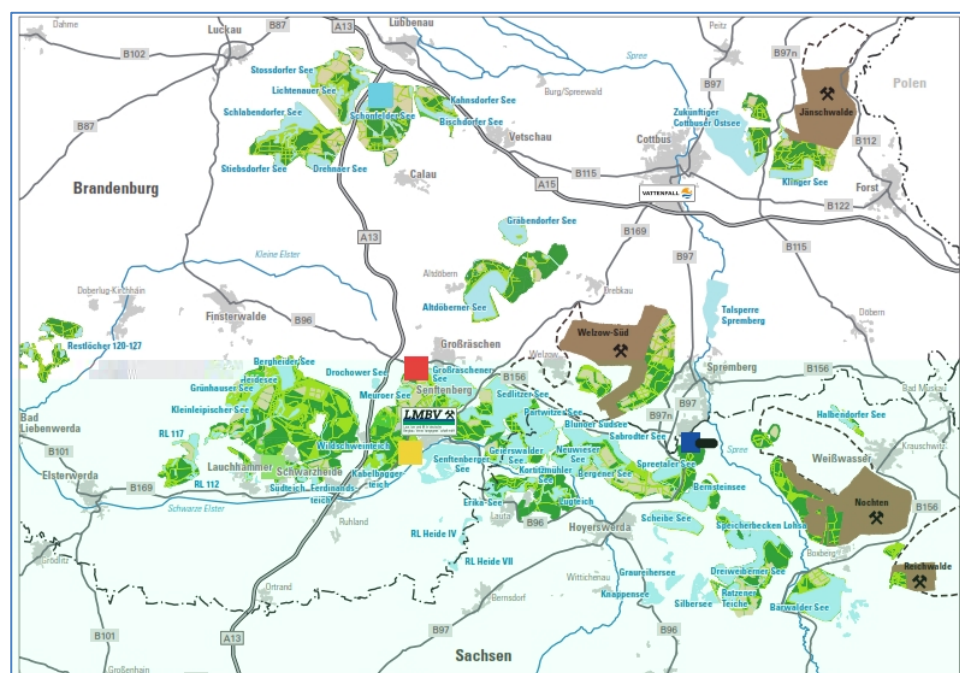 Dahme
Luckau
B87
A13
Lübbenau
Peitz
B97n
B102
Spree
Polen
Stossdorfer See
B97
Burg/Spreewald
Lichtenauer See
Kahnsdorfer See
Zukünftiger
Cottbuser Ostsee
Jänschwalde
Schlabendorfer See
Schönfelder See
Bischdorfer See
B87
Vetschau
Cottbus
B112
Stiebsdorfer See
Drehnaer See
Calau
B115
Klinger See
Forst
Brandenburg
A15
VATTENFALL
B122
Gräbendorfer See
B169
A13
B97
B115
Kleine Elster
Altdöbern
Doberlug-Kirchhain
Drebkau
Altdöberner See
Talsperre
Spremberg
Döbern
Finsterwalde
B96
Welzow-Süd
Restlöcher 120-127
Großräschen
Welzow
Spremberg
B156
Bergheider See
Drochower See
Großräschener
See
B156
Heidesee
Senftenberg
Bad Muskau
Grünhauser See
Meuroer See
Sedlitzer See
Kleinleipischer See
LMBV
Partwitzer See
B97n
B97
Halbendorfer See
Bad
Liebenwerda
Blunner Südsee
Krauschwitz
RL 117
Wildschweinteich
Geierswalder
See
Neuwieser
See
Sabrodter See
Spree
B101
Lauchhammer
Senftenberger
See
Weißwasser
Elsterwerda
Schwarzheide
Kabelbagger-
teich
Koritzmühler
See
Bergener See
Spreetaler See
RL 112
B169
Südteich
Ferdinands-
teich
Erika-See
Lugteich
Bernsteinsee
Nochten
B156
Schwarze Elster
Ruhland
Lauta
B96
Scheibe See
Speicherbecken Lohsa
RL Heide IV
Hoyerswerda
Boxberg
Gröditz
RL Heide VII
Graureihersee
Dreiweiberner See
Reichwalde
Wittichenau
Ortrand
Bernsdorf
Knappensee
Ratzener
Teiche
Silbersee
Bärwalder See
B101
A13
B97
B96
Großenhain
Sachsen